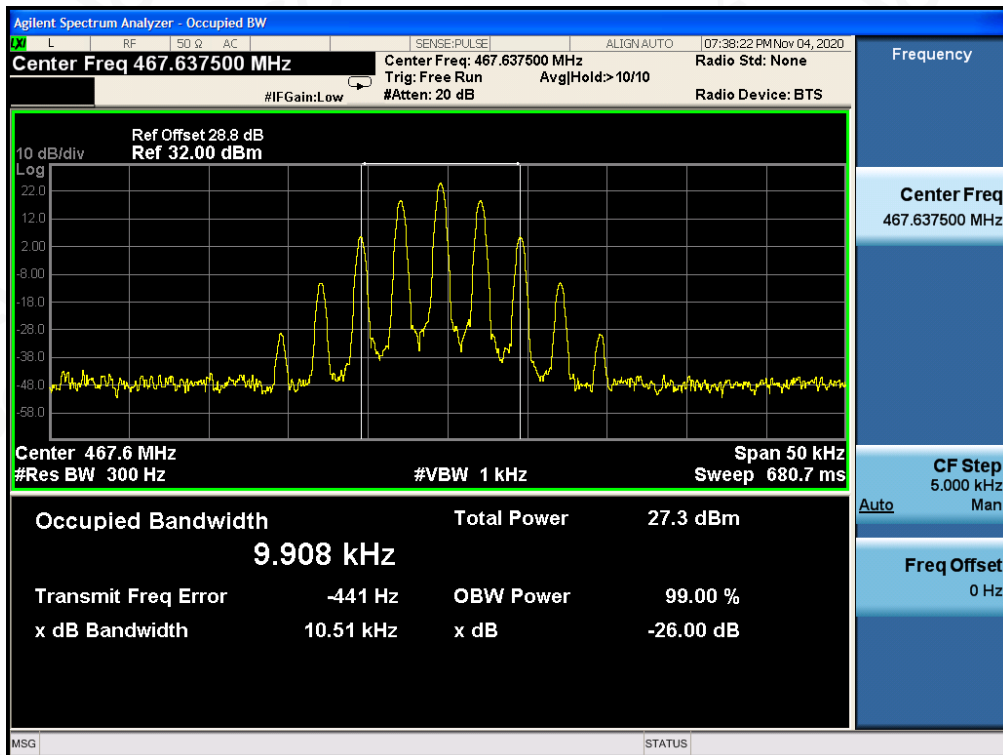 Agilent Spectrum Analyzer - Occupied BW
LXI L RF 50 Ω AC SENSE:PULSE ALIGN AUTO 07:38:22 PM Nov 04, 2020
Center Freq 467.637500 MHz
Center Freq: 467.637500 MHz
Radio Std: None
Trig: Free Run Avg|Hold:> 10/10
#IFGain:Low
#Atten: 20 dB
Radio Device: BTS
Ref Offset 28.8 dB
10 dB/div Ref 32.00 dBm
Log
22.0
12.0
2.00
-8.00
-18.0
-28.0
-38.0
-48.0
-58.0
Center 467.6 MHz Span 50 kHz
#Res BW 300 Hz #VBW 1 kHz Sweep 680.7 ms
Occupied Bandwidth Total Power 27.3 dBm
9.908 kHz
Transmit Freq Error -441 Hz OBW Power 99.00 %
x dB Bandwidth 10.51 kHz x dB -26.00 dB
Frequency
Center Freq
467.637500 MHz
CF Step
5.000 kHz
Auto Man
Freq Offset
0 Hz
MSG STATUS